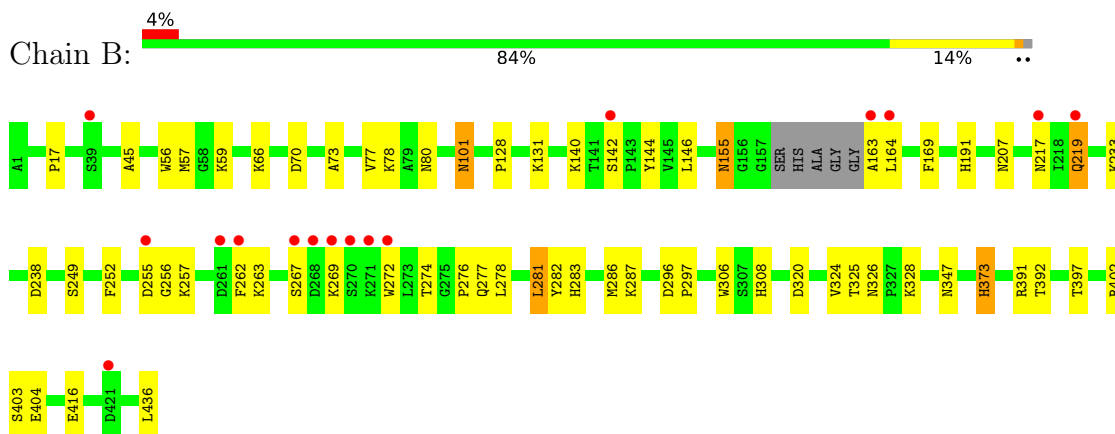 4%
Chain B:
84% 14% ••
A1 P17 S39 A45 W56 M57 G58 K59 K66 D70 A73 V77 K78 A79 N80 N101 P128 K131 K140 T141 S142 P143 Y144 V145 L146 N155 G156 G157 SER HIS ALA GLY GLY A163 L164 F169 H191 N207 N217 I218 Q219
D238 S249 F252 D255 G256 K257 D261 F262 K263 S267 D268 K269 S270 K271 W272 L273 T274 G275 P276 Q277 L278 L281 Y282 H283 M286 K287 D296 P297 W306 S307 H308 D320 V324 T325 N326 P327 K328 N347 H373 R391 T392 T397
S403 E404 E416 D421 L436